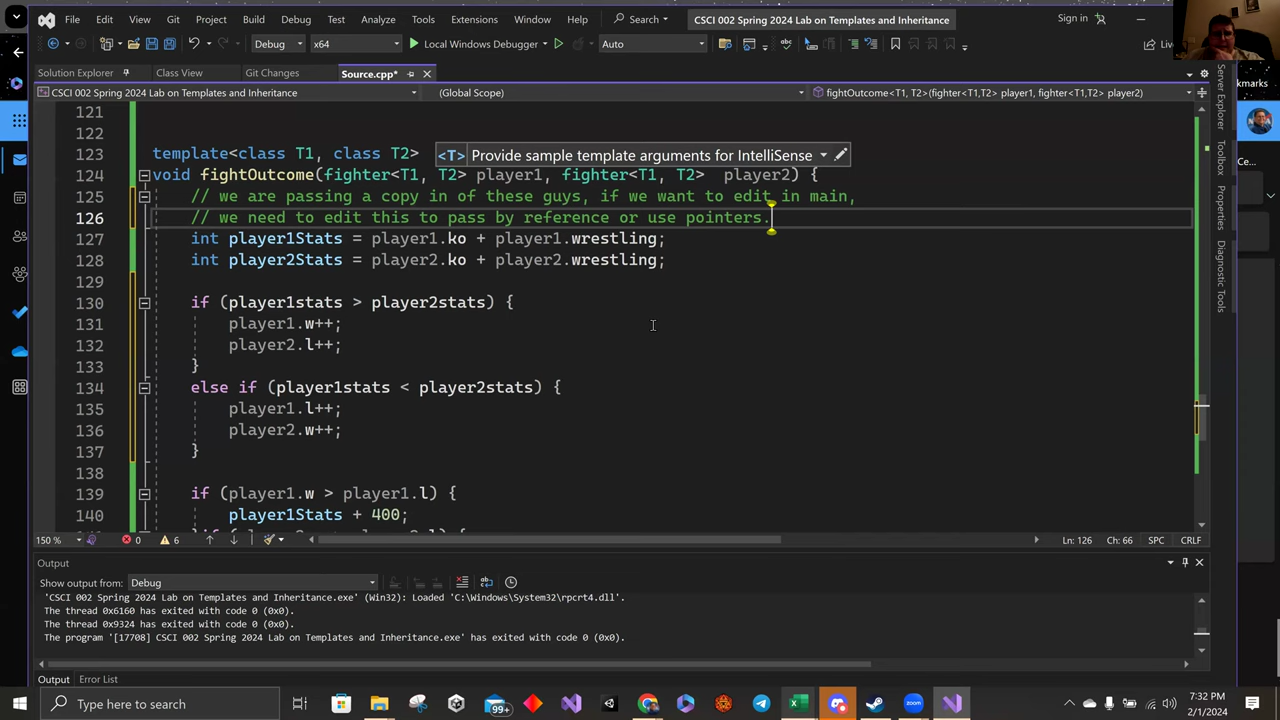 File Edit View Git Project Build Debug Test Analyze Tools Extensions Window Help Search CSCI 002 Spring 2024 Lab on Templates and Inheritance Sign in
Debug x64 Local Windows Debugger Auto
Solution Explorer Class View Git Changes Source.cpp*
CSCI 002 Spring 2024 Lab on Templates and Inheritance (Global Scope) fightOutcome<T1, T2>(fighter<T1,T2> player1, fighter<T1,T2> player2)
121
122
123 template<class T1, class T2> <T> Provide sample template arguments for IntelliSense
124 void fightOutcome(fighter<T1, T2> player1, fighter<T1, T2> player2) {
125 // we are passing a copy in of these guys, if we want to edit in main,
126 // we need to edit this to pass by reference or use pointers.
127 int player1Stats = player1.ko + player1.wrestling;
128 int player2Stats = player2.ko + player2.wrestling;
129
130 if (player1stats > player2stats) {
131 player1.w++;
132 player2.l++;
133 }
134 else if (player1stats < player2stats) {
135 player1.l++;
136 player2.w++;
137 }
138
139 if (player1.w > player1.l) {
140 player1Stats + 400;
150 % 0 6 Ln: 126 Ch: 66 SPC CRLF
Output
Show output from: Debug
'CSCI 002 Spring 2024 Lab on Templates and Inheritance.exe' (Win32): Loaded 'C:\Windows\System32\rpcrt4.dll'.
The thread 0x6160 has exited with code 0 (0x0).
The thread 0x9324 has exited with code 0 (0x0).
The program '[17708] CSCI 002 Spring 2024 Lab on Templates and Inheritance.exe' has exited with code 0 (0x0).
Output Error List
Server Explorer
Toolbox
Properties
Diagnostic Tools
Type here to search 99+ zoom 7:32 PM
2/1/2024